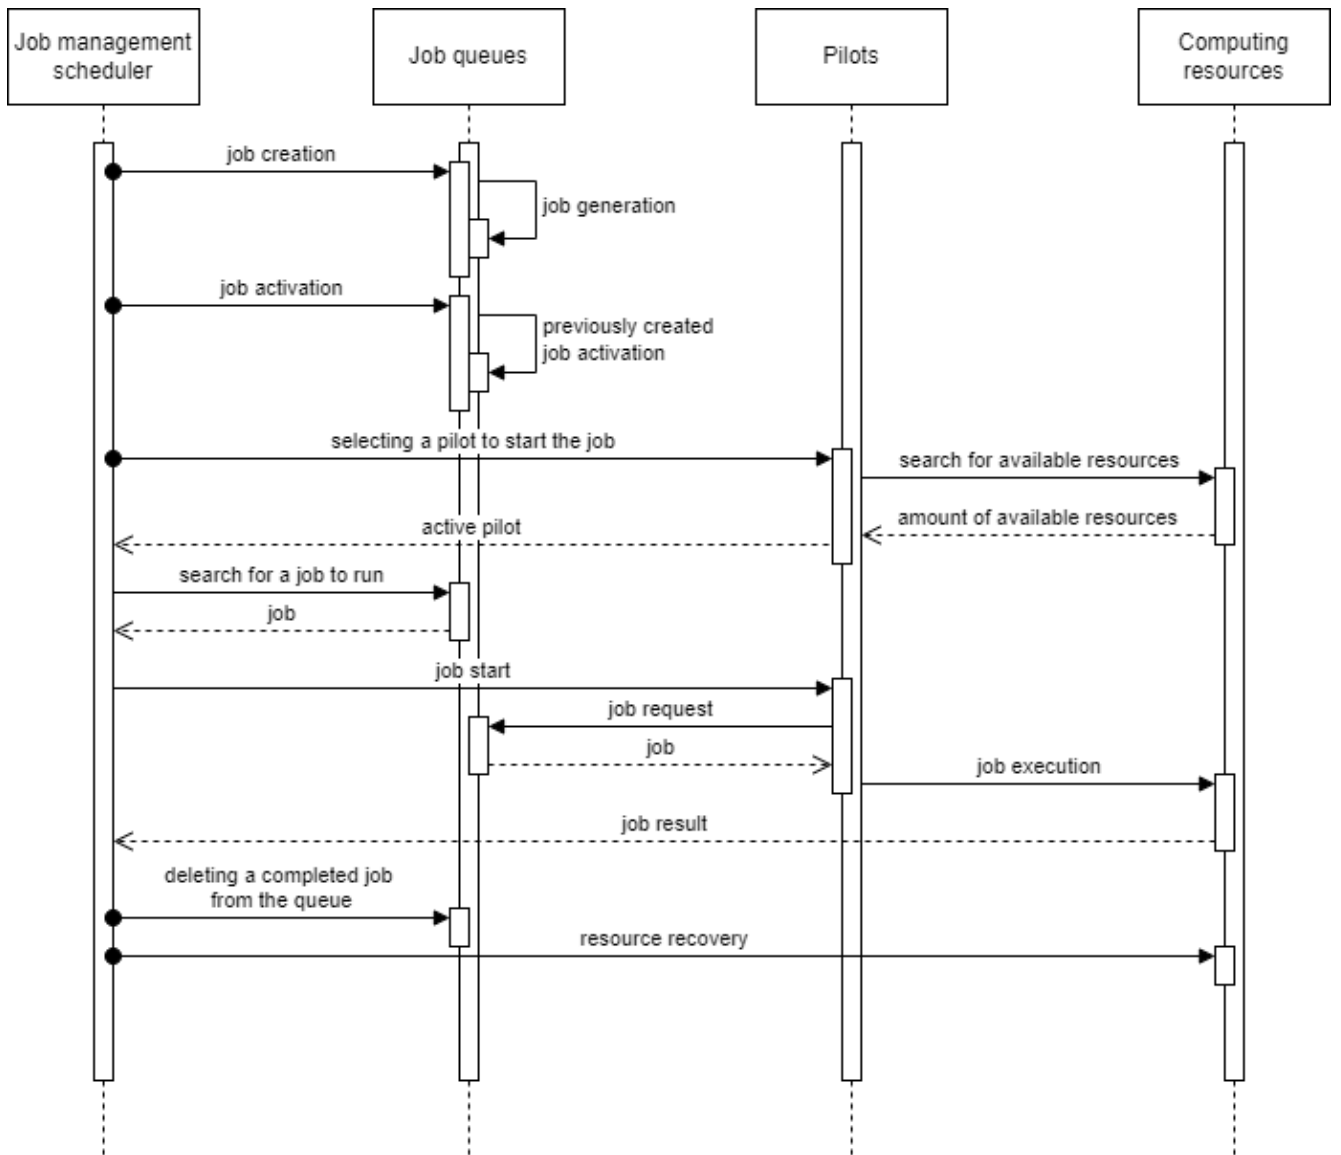 Job management
scheduler
Job queues
Pilots
Computing
resources
job creation
job generation
job activation
previously created
job activation
selecting a pilot to start the job
search for available resources
amount of available resources
active pilot
search for a job to run
job
job start
job request
job
job execution
job result
deleting a completed job
from the queue
resource recovery